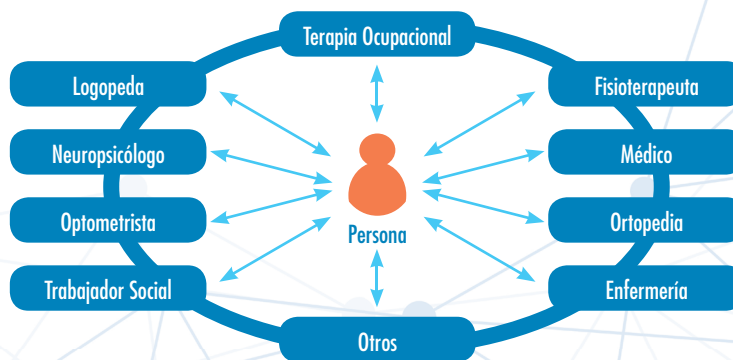 Terapia Ocupacional
Logopeda
Fisioterapeuta
Neuropsicólogo
Médico
Optometrista
Persona
Ortopedia
Trabajador Social
Enfermería
Otros